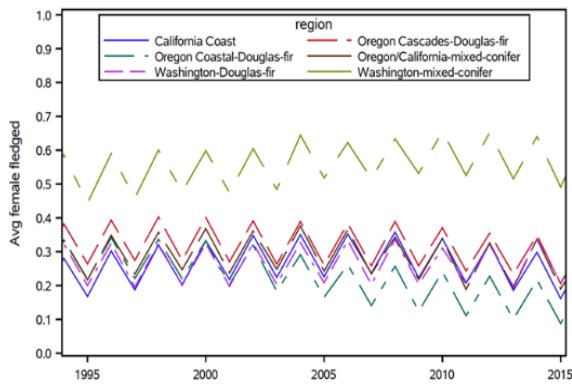 region
California Coast
Oregon Cascades-Douglas-fir
Oregon Coastal-Douglas-fir
Oregon/California-mixed-conifer
Washington-Douglas-fir
Washington-mixed-conifer
Avg female fledged
1.0
0.9
0.8
0.7
0.6
0.5
0.4
0.3
0.2
0.1
0.0
1995
2000
2005
2010
2015